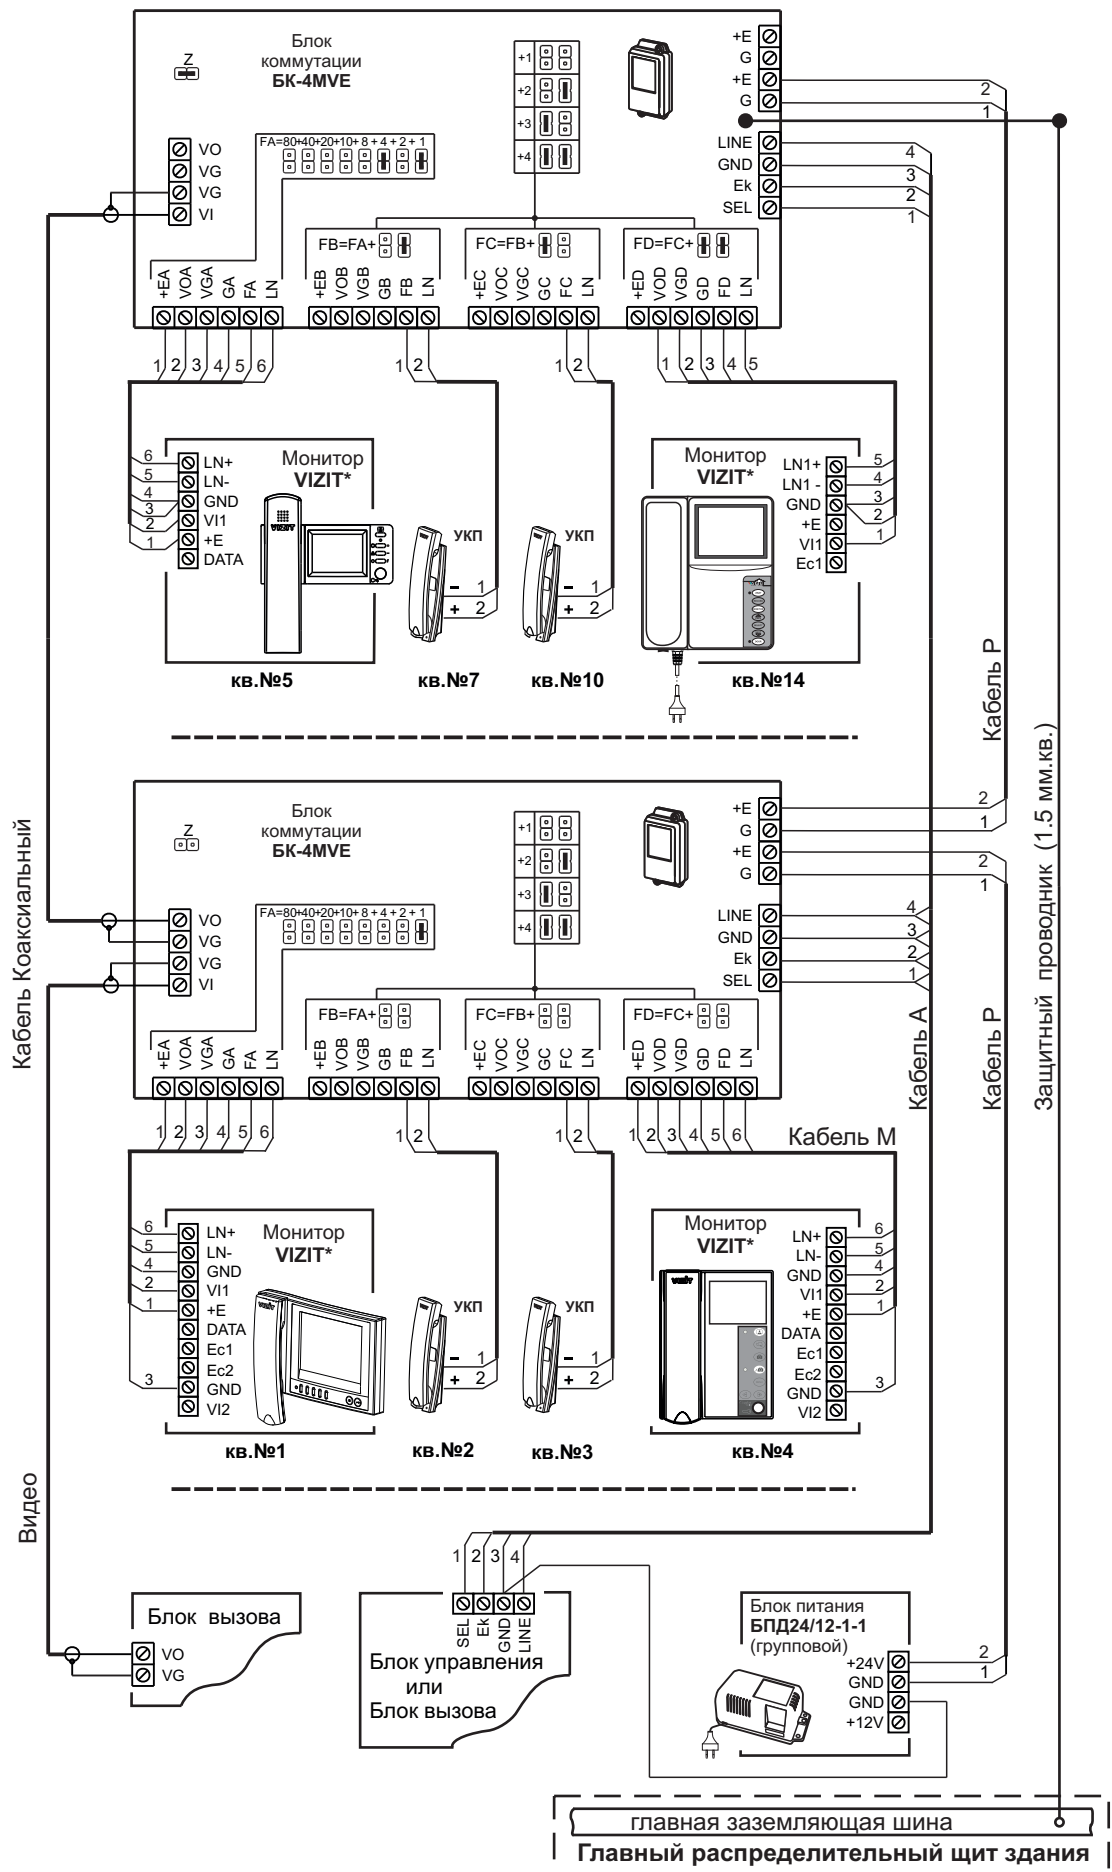 Блок
коммутации
БК-4MVE
Z
+1
+2
+3
+4
+E
G
+E
G
2
1
LINE
GND
Ek
SEL
4
3
2
1
VO
VG
VG
VI
FA=80+40+20+10+ 8 + 4 + 2 + 1
FB=FA+
FC=FB+
FD=FC+
+EA
VOA
VGA
GA
FA
LN
+EB
VOB
VGB
GB
FB
LN
+EC
VOC
VGC
GC
FC
LN
+ED
VOD
VGD
GD
FD
LN
1 2 3 4 5 6
1 2
1 2
1 2 3 4 5
6
5
4
3
2
1
LN+
LN-
GND
VI1
+E
DATA
Монитор
VIZIT*
VIZIT
УКП
- 1
+ 2
УКП
- 1
+ 2
Монитор
VIZIT*
LN1+
LN1 -
GND
+E
VI1
Ec1
5
4
3
2
1
кв.№5
кв.№7
кв.№10
кв.№14
Кабель P
Кабель Коаксиальный
Защитный проводник (1.5 мм.кв.)
Блок
коммутации
БК-4MVE
Z
+1
+2
+3
+4
+E
G
+E
G
2
1
2
1
LINE
GND
Ek
SEL
4
3
2
1
VO
VG
VG
VI
FA=80+40+20+10+ 8 + 4 + 2 + 1
FB=FA+
FC=FB+
FD=FC+
+EA
VOA
VGA
GA
FA
LN
+EB
VOB
VGB
GB
FB
LN
+EC
VOC
VGC
GC
FC
LN
+ED
VOD
VGD
GD
FD
LN
Кабель A
Кабель P
1 2 3 4 5 6
1 2
1 2
1 2 3 4 5 6
Кабель M
6
5
4
2
1
3
LN+
LN-
GND
VI1
+E
DATA
Ec1
Ec2
GND
VI2
Монитор
VIZIT*
УКП
- 1
+ 2
УКП
- 1
+ 2
Монитор
VIZIT*
LN+
LN-
GND
VI1
+E
DATA
Ec1
Ec2
GND
VI2
6
5
4
2
1
3
кв.№1
кв.№2
кв.№3
кв.№4
Видео
1 2 3 4
Блок вызова
VO
VG
SEL
Ek
GND
LINE
Блок управления
или
Блок вызова
Блок питания
БПД24/12-1-1
(групповой)
+24V
GND
GND
+12V
2
1
главная заземляющая шина
Главный распределительный щит здания